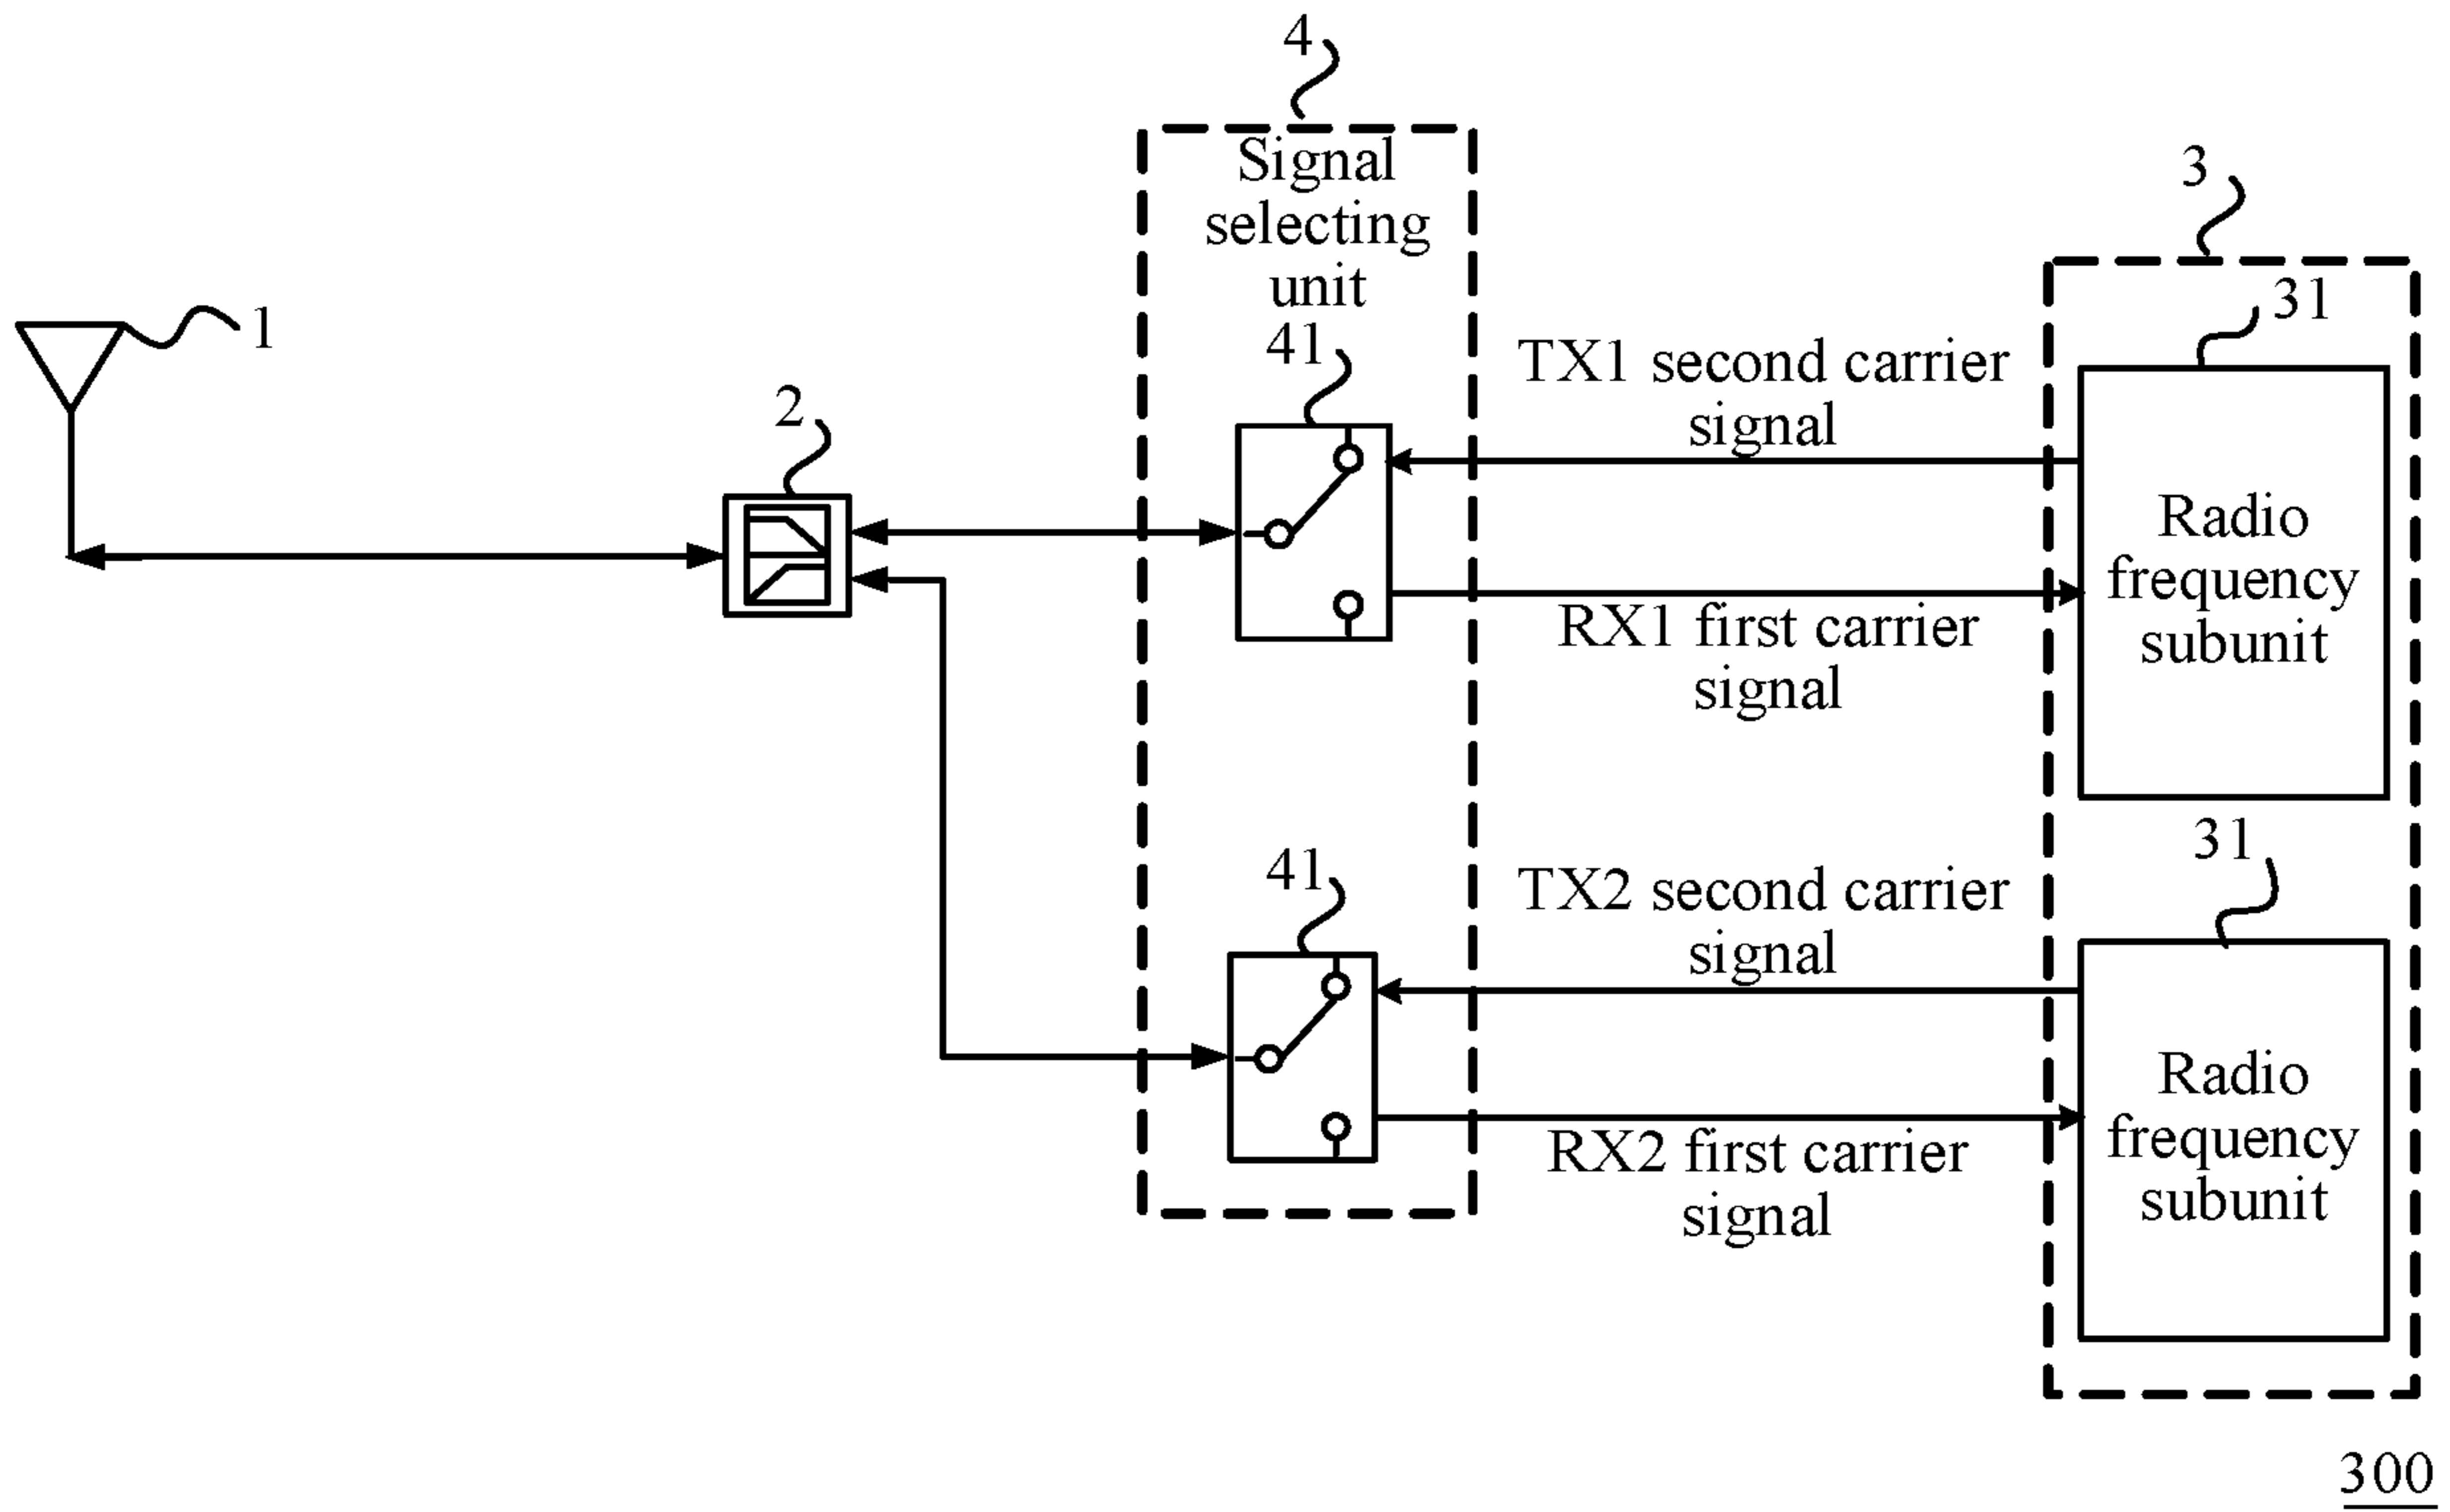 4
Signal
selecting
unit
3
31
1
41
TX1 second carrier
signal
2
Radio
frequency
subunit
RX1 first carrier
signal
31
41
TX2 second carrier
signal
Radio
frequency
subunit
RX2 first carrier
signal
300